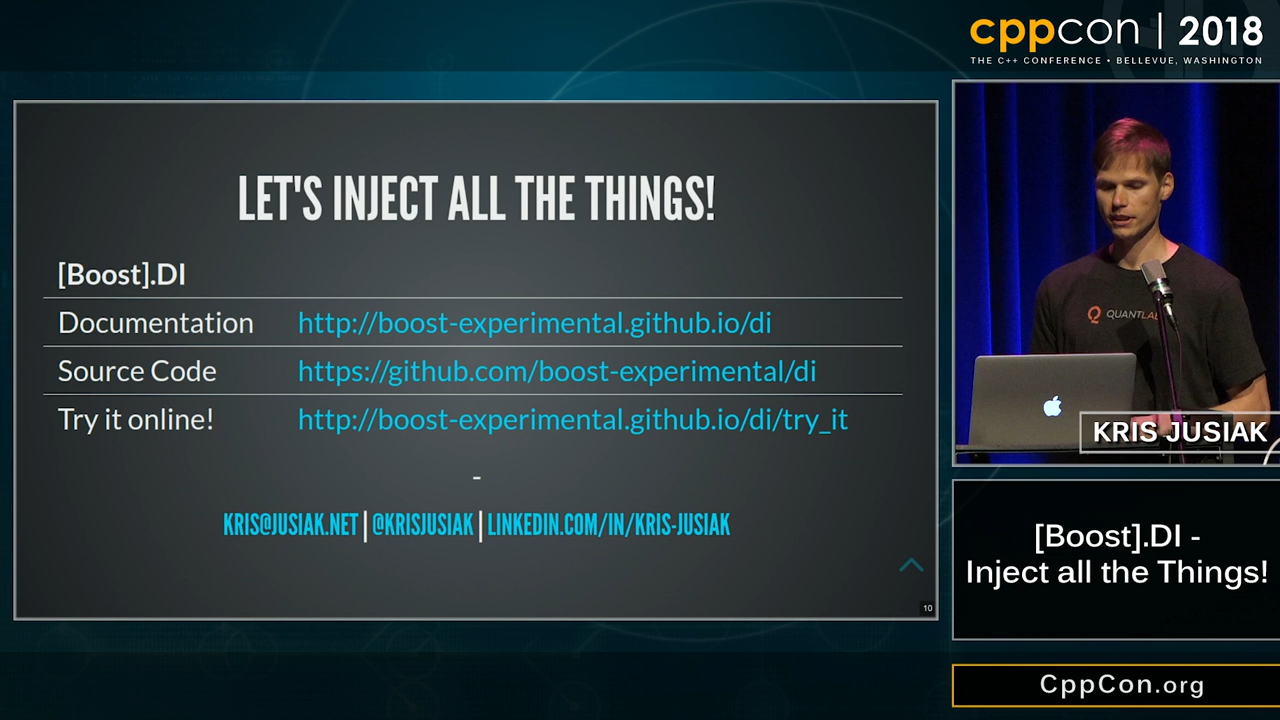 cppcon | 2018
THE C++ CONFERENCE • BELLEVUE, WASHINGTON
LET'S INJECT ALL THE THINGS!
[Boost].DI
Documentation http://boost-experimental.github.io/di
Source Code https://github.com/boost-experimental/di
Try it online! http://boost-experimental.github.io/di/try_it
-
KRIS@JUSIAK.NET | @KRISJUSIAK | LINKEDIN.COM/IN/KRIS-JUSIAK
10
QUANTLAB
KRIS JUSIAK
[Boost].DI -
Inject all the Things!
CppCon.org